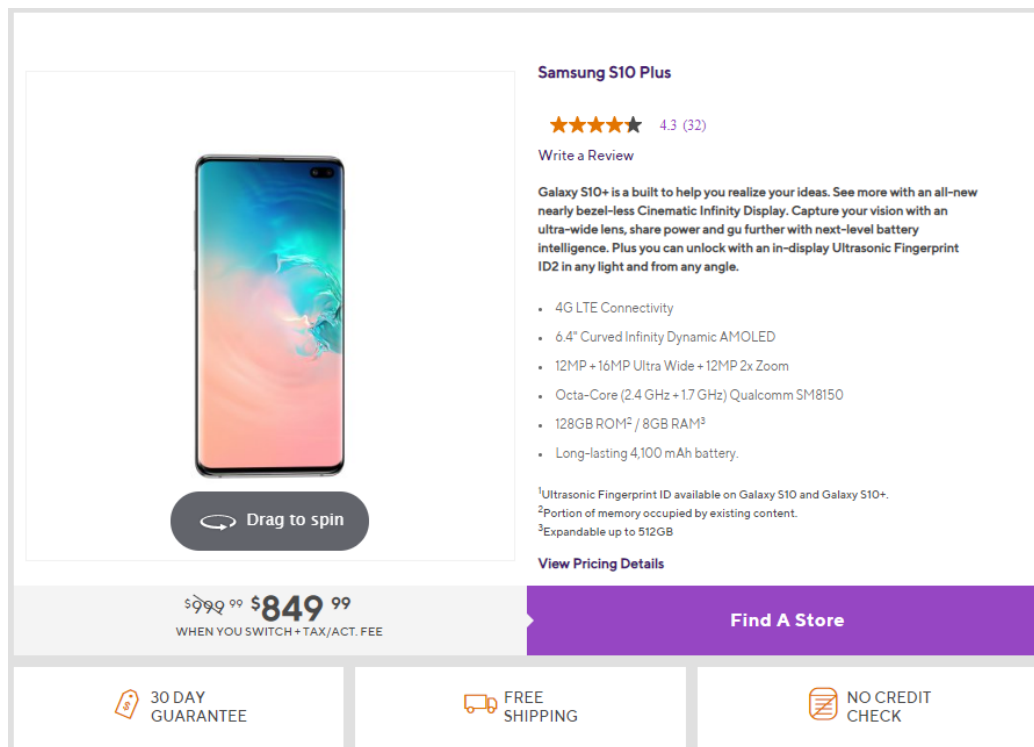 Samsung S10 Plus
4.3 (32)
Write a Review
Galaxy S10+ is a built to help you realize your ideas. See more with an all-new
nearly bezel-less Cinematic Infinity Display. Capture your vision with an
ultra-wide lens, share power and gu further with next-level battery
intelligence. Plus you can unlock with an in-display Ultrasonic Fingerprint
ID2 in any light and from any angle.
• 4G LTE Connectivity
• 6.4" Curved Infinity Dynamic AMOLED
• 12MP + 16MP Ultra Wide + 12MP 2x Zoom
• Octa-Core (2.4 GHz + 1.7 GHz) Qualcomm SM8150
• 128GB ROM² / 8GB RAM³
• Long-lasting 4,100 mAh battery.
¹Ultrasonic Fingerprint ID available on Galaxy S10 and Galaxy S10+.
²Portion of memory occupied by existing content.
³Expandable up to 512GB
View Pricing Details
Drag to spin
$999 99 $849 99
WHEN YOU SWITCH + TAX/ACT. FEE
Find A Store
30 DAY
GUARANTEE
FREE
SHIPPING
NO CREDIT
CHECK